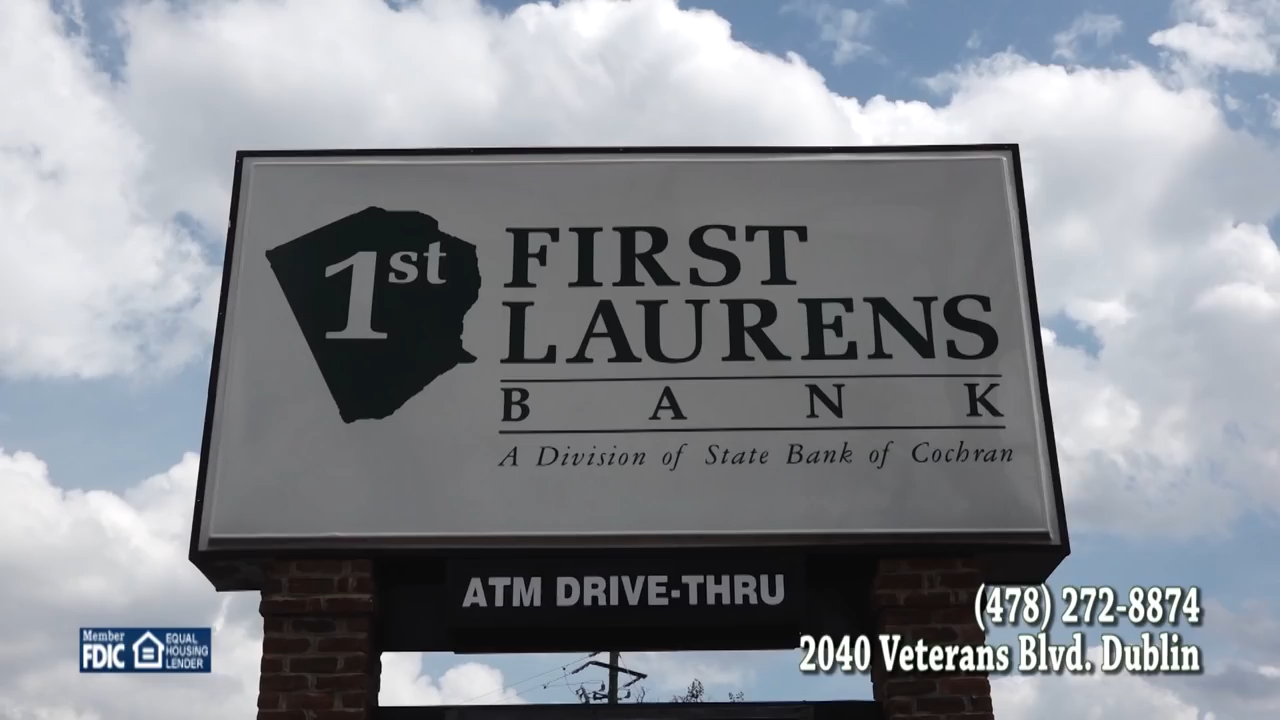 1st
FIRST
LAURENS
BANK
A Division of State Bank of Cochran
ATM DRIVE-THRU
(478) 272-8874
2040 Veterans Blvd. Dublin
Member
FDIC
EQUAL
HOUSING
LENDER